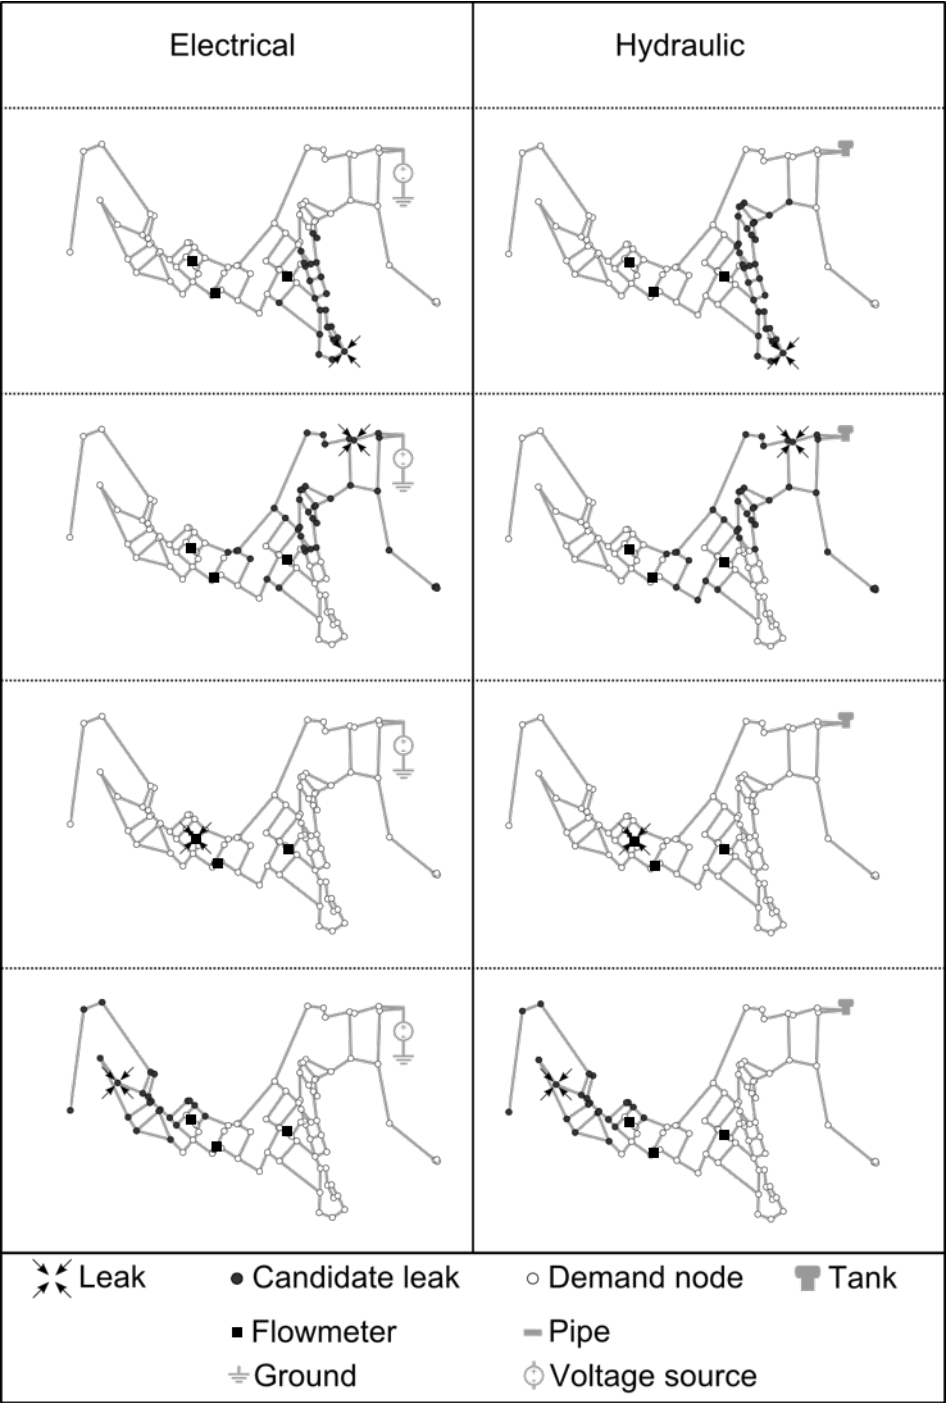 Electrical
Hydraulic
Leak
Candidate leak
Demand node
Tank
Flowmeter
Pipe
Ground
Voltage source